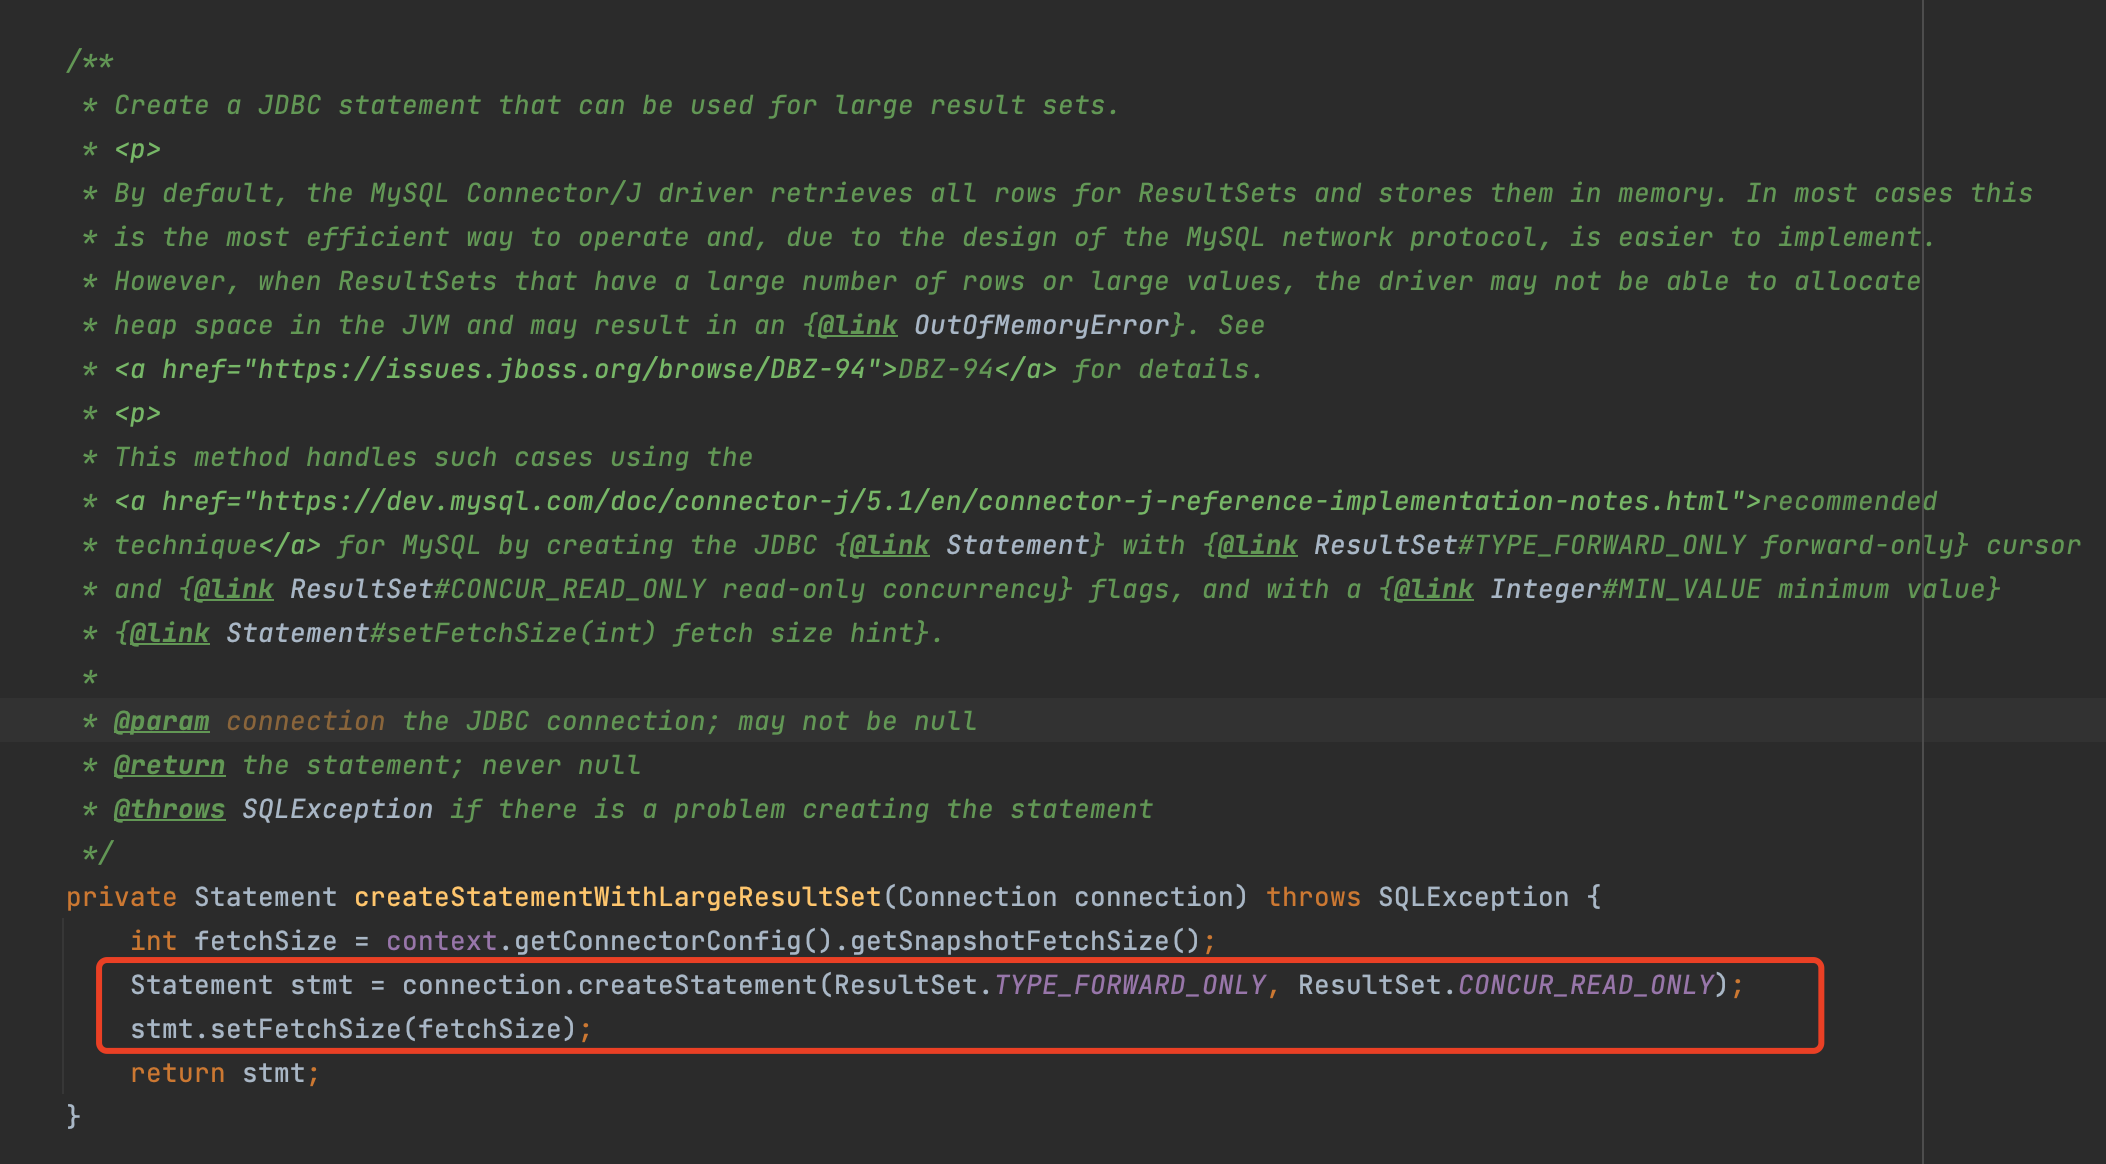 /**
 * Create a JDBC statement that can be used for large result sets.
 * <p>
 * By default, the MySQL Connector/J driver retrieves all rows for ResultSets and stores them in memory. In most cases this
 * is the most efficient way to operate and, due to the design of the MySQL network protocol, is easier to implement.
 * However, when ResultSets that have a large number of rows or large values, the driver may not be able to allocate
 * heap space in the JVM and may result in an {@link OutOfMemoryError}. See
 * <a href="https://issues.jboss.org/browse/DBZ-94">DBZ-94</a> for details.
 * <p>
 * This method handles such cases using the
 * <a href="https://dev.mysql.com/doc/connector-j/5.1/en/connector-j-reference-implementation-notes.html">recommended
 * technique</a> for MySQL by creating the JDBC {@link Statement} with {@link ResultSet#TYPE_FORWARD_ONLY forward-only} cursor
 * and {@link ResultSet#CONCUR_READ_ONLY read-only concurrency} flags, and with a {@link Integer#MIN_VALUE minimum value}
 * {@link Statement#setFetchSize(int) fetch size hint}.
 *
 * @param connection the JDBC connection; may not be null
 * @return the statement; never null
 * @throws SQLException if there is a problem creating the statement
 */
private Statement createStatementWithLargeResultSet(Connection connection) throws SQLException {
    int fetchSize = context.getConnectorConfig().getSnapshotFetchSize();
    Statement stmt = connection.createStatement(ResultSet.TYPE_FORWARD_ONLY, ResultSet.CONCUR_READ_ONLY);
    stmt.setFetchSize(fetchSize);
    return stmt;
}